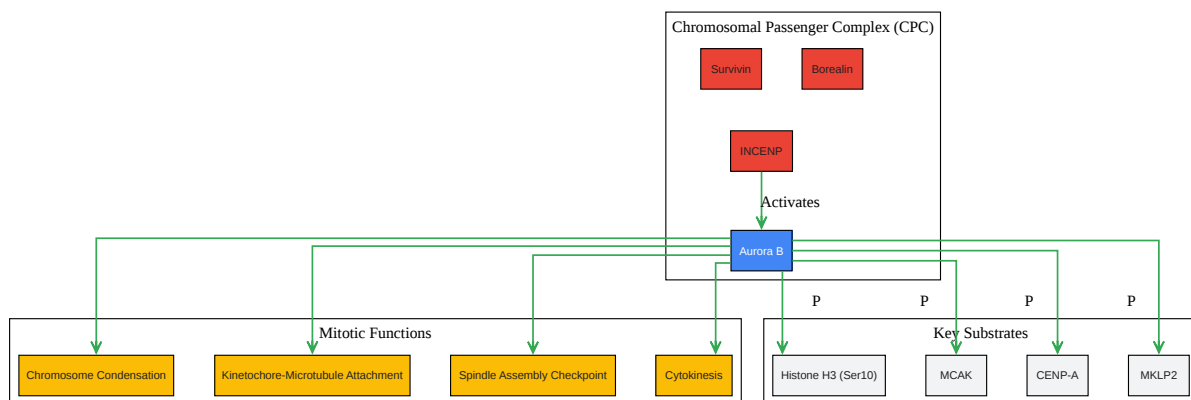 Chromosomal Passenger Complex (CPC)
Survivin
Borealin
INCENP
Activates
Aurora B
P
P
P
P
Mitotic Functions
Key Substrates
Chromosome Condensation
Kinetochore-Microtubule Attachment
Spindle Assembly Checkpoint
Cytokinesis
Histone H3 (Ser10)
MCAK
CENP-A
MKLP2